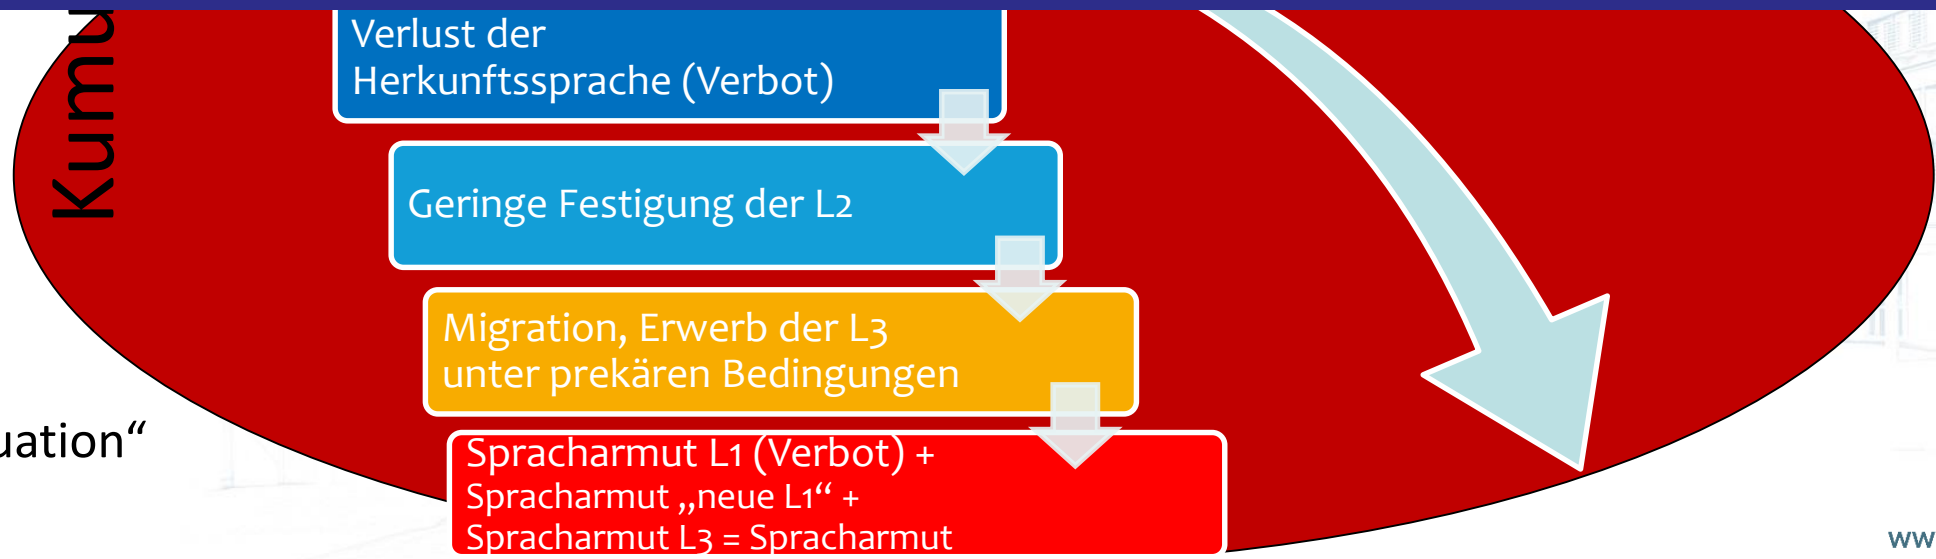 Kumu
Verlust der
Herkunftssprache (Verbot)
Geringe Festigung der L2
Migration, Erwerb der L3
unter prekären Bedingungen
uation“
Spracharmut L1 (Verbot) +
Spracharmut „neue L1“ +
Spracharmut L3 = Spracharmut
ww